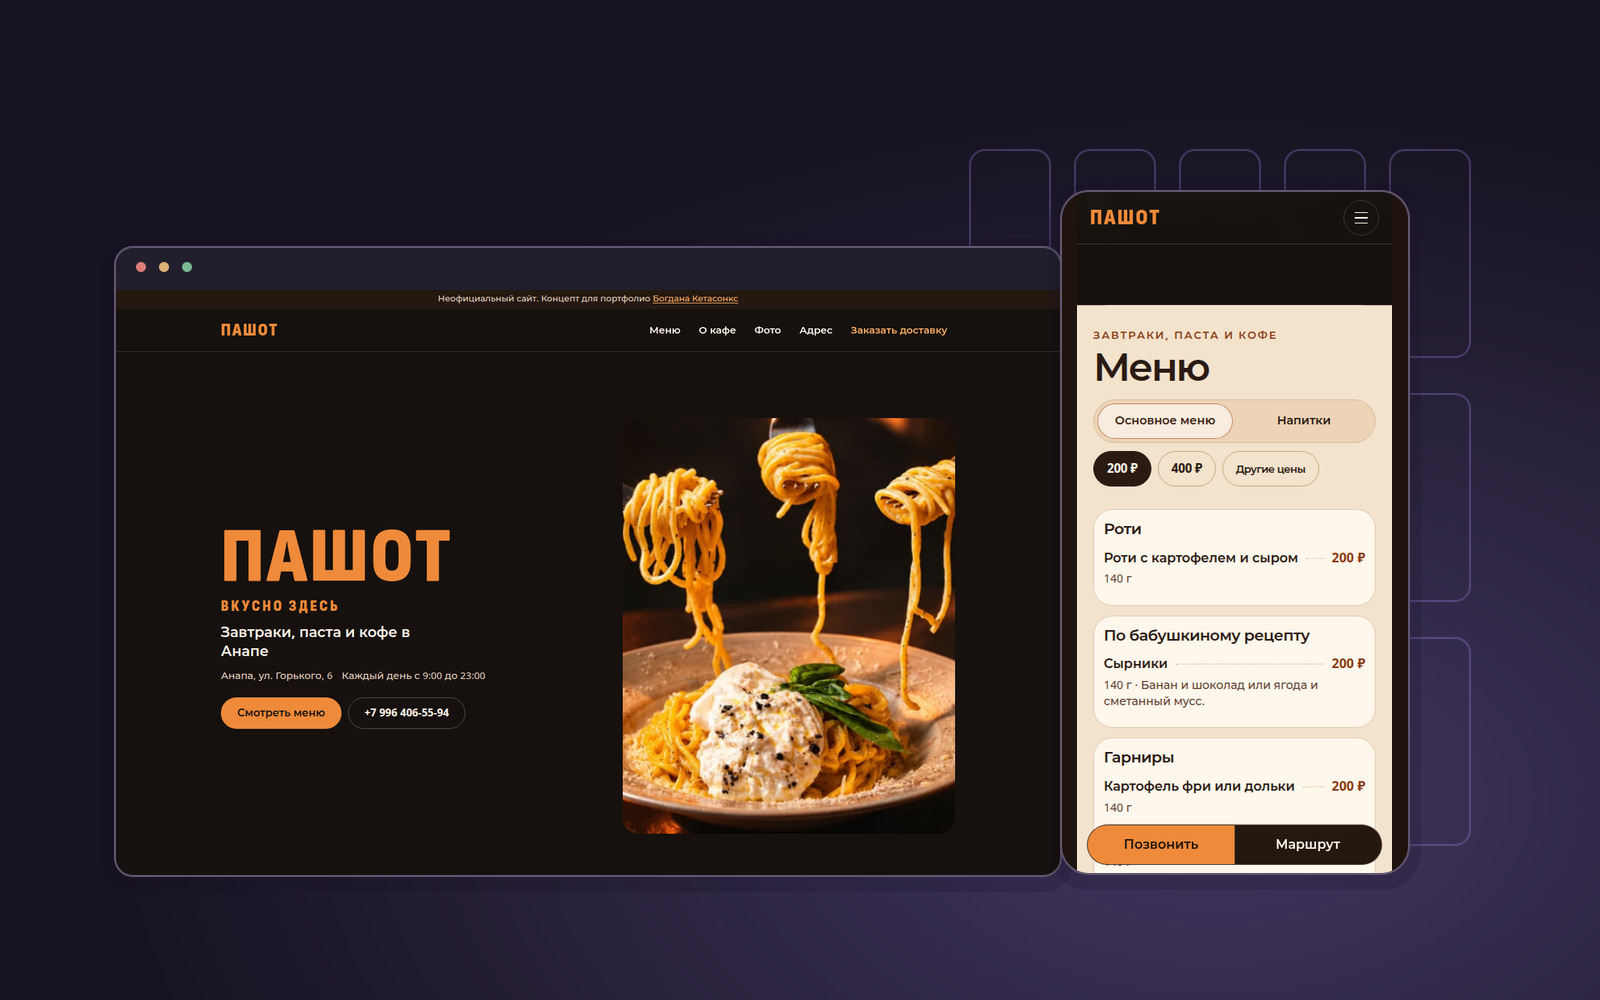 Неофициальный сайт. Концепт для портфолио Богдана Кетасонкс
ПАШОТ
Меню О кафе Фото Адрес Заказать доставку
ПАШОТ
ВКУСНО ЗДЕСЬ
Завтраки, паста и кофе в
Анапе
Анапа, ул. Горького, 6 Каждый день с 9:00 до 23:00
Смотреть меню +7 996 406-55-94
ПАШОТ
ЗАВТРАКИ, ПАСТА И КОФЕ
Меню
Основное меню Напитки
200 ₽ 400 ₽ Другие цены
Роти
Роти с картофелем и сыром 200 ₽
140 г
По бабушкиному рецепту
Сырники 200 ₽
140 г · Банан и шоколад или ягода и
сметанный мусс.
Гарниры
Картофель фри или дольки 200 ₽
140 г
Позвонить Маршрут